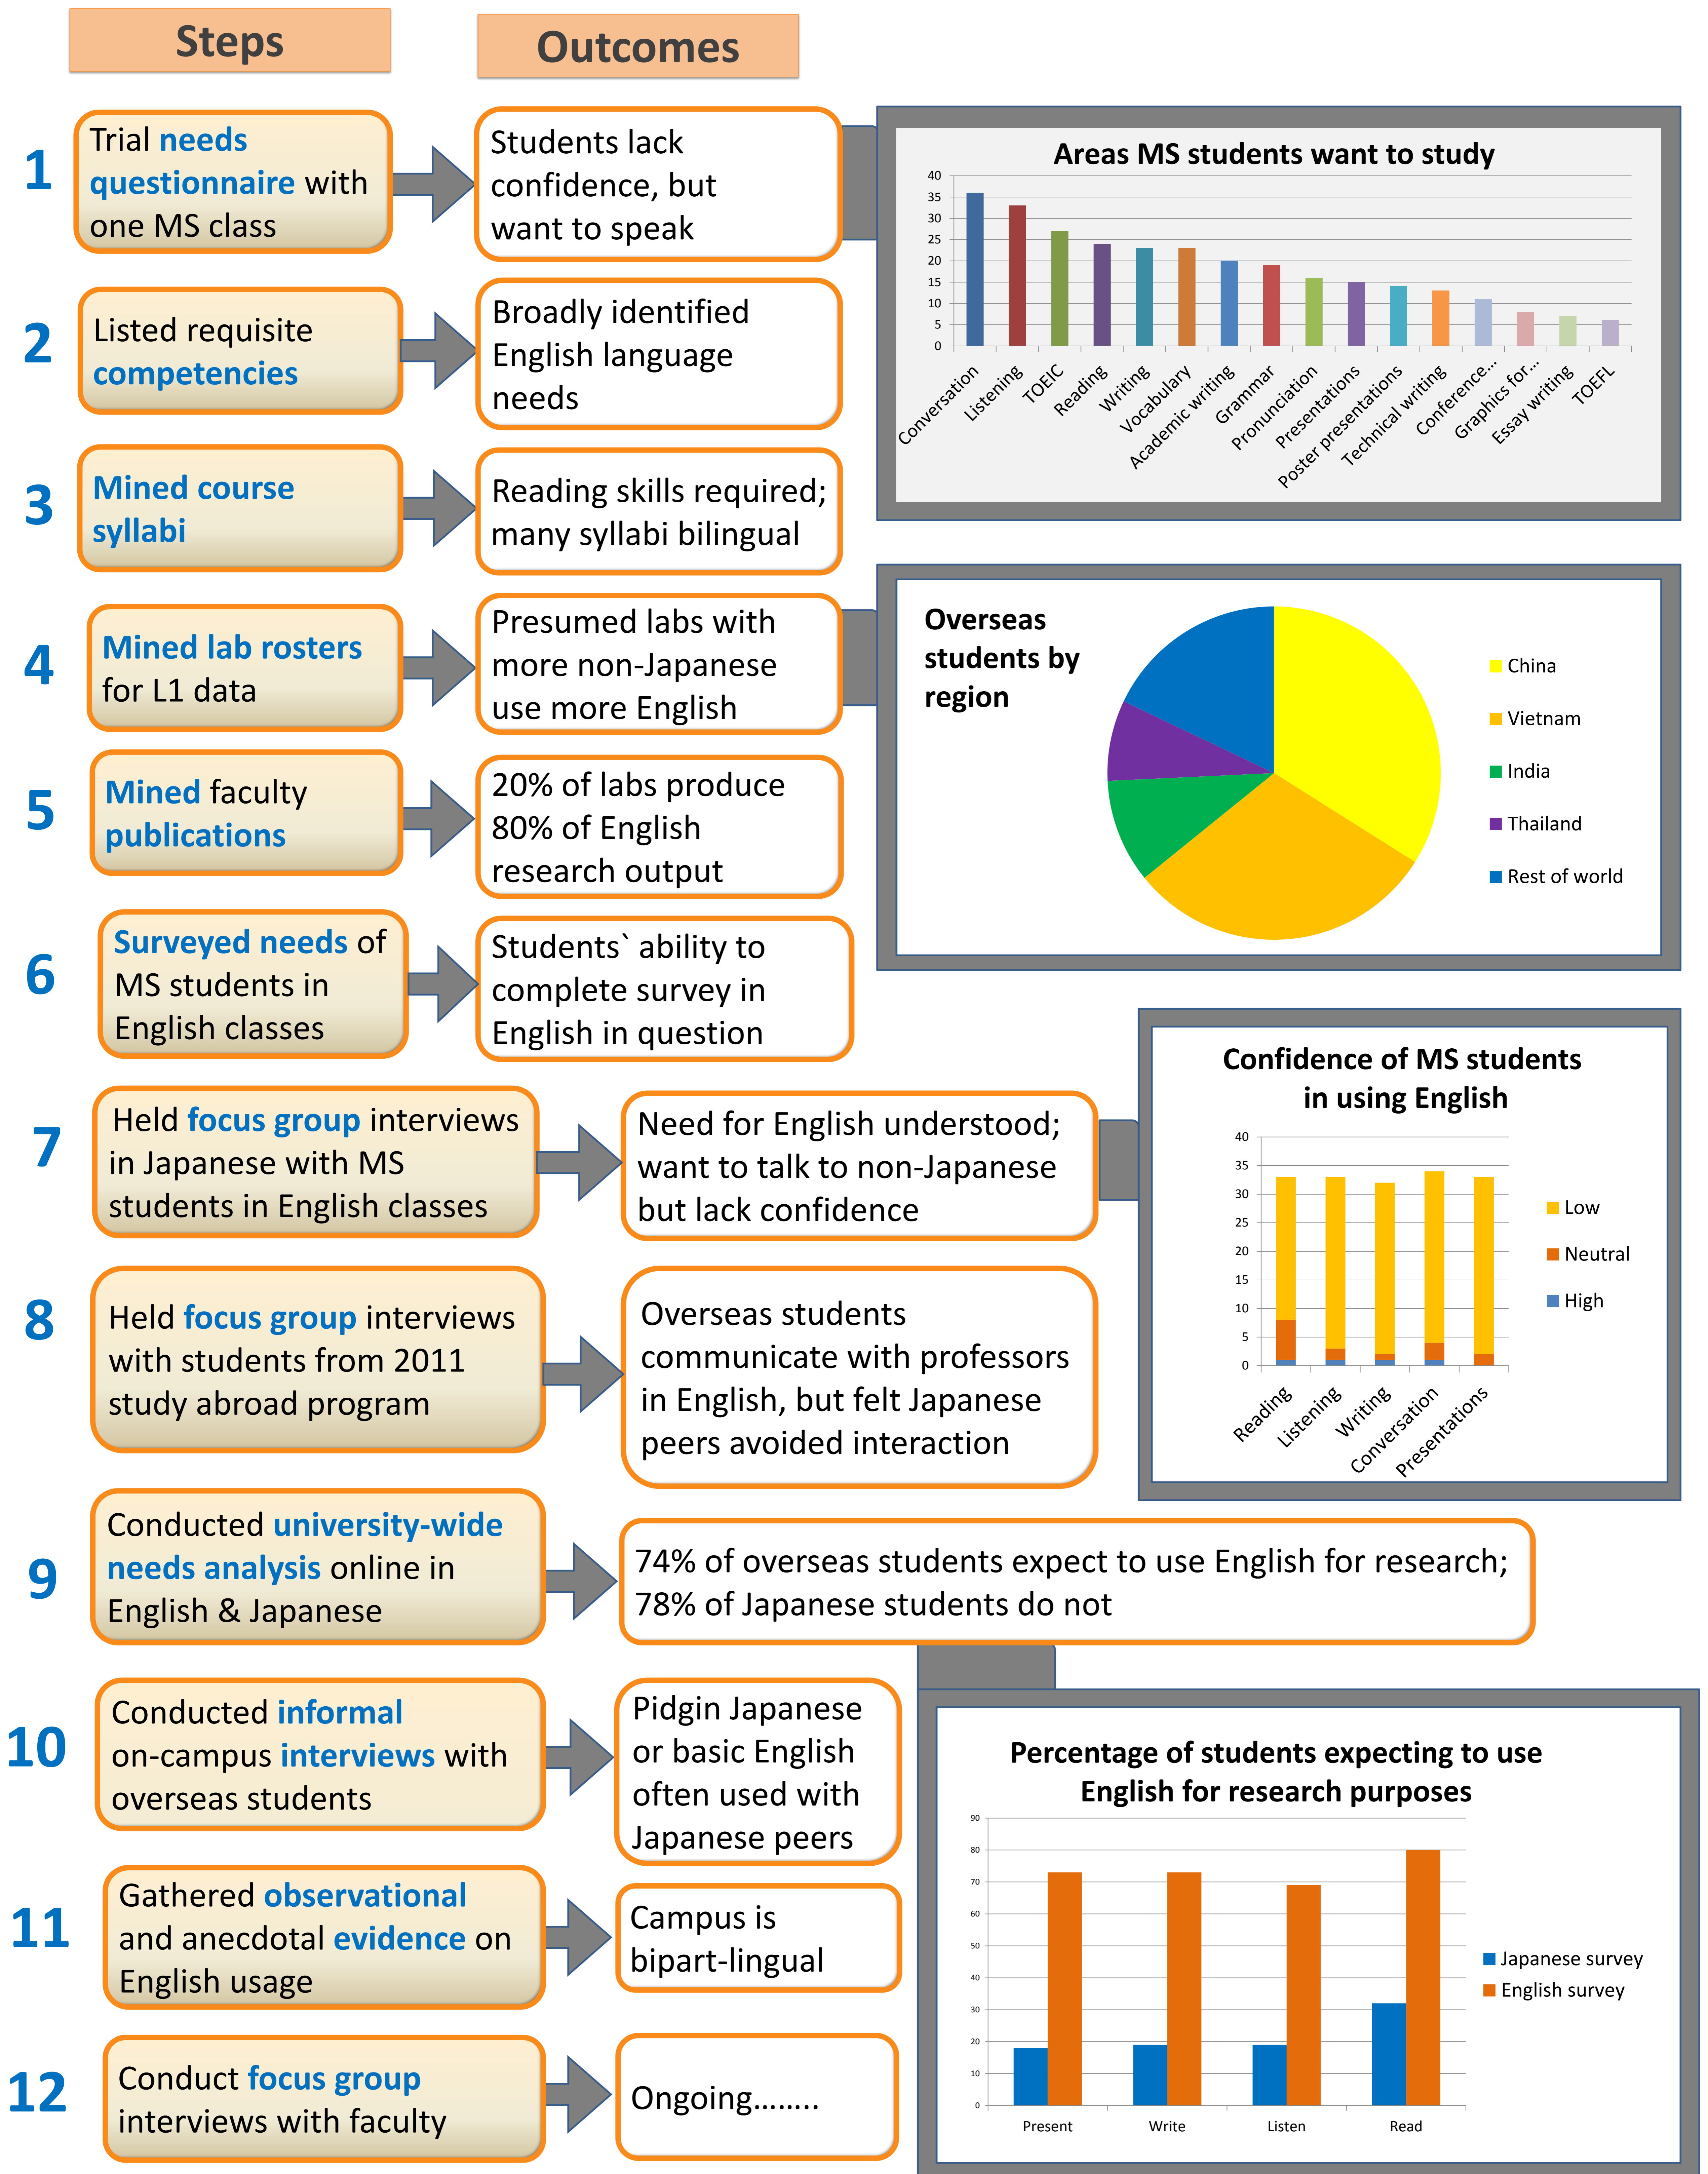 Steps
Outcomes
1
Trial needs
questionnaire with
one MS class
Students lack
confidence, but
want to speak
Areas MS students want to study
40
35
30
25
20
15
10
5
0
Conversation
Listening
TOEIC
Reading
Writing
Vocabulary
Academic writing
Grammar
Pronunciation
Presentations
Poster presentations
Technical writing
Conference...
Graphics for...
Essay writing
TOEFL
2
Listed requisite
competencies
Broadly identified
English language
needs
3
Mined course
syllabi
Reading skills required;
many syllabi bilingual
4
Mined lab rosters
for L1 data
Presumed labs with
more non-Japanese
use more English
Overseas
students by
region
China
Vietnam
India
Thailand
Rest of world
5
Mined faculty
publications
20% of labs produce
80% of English
research output
6
Surveyed needs of
MS students in
English classes
Students` ability to
complete survey in
English in question
7
Held focus group interviews
in Japanese with MS
students in English classes
Need for English understood;
want to talk to non-Japanese
but lack confidence
Confidence of MS students
in using English
40
35
30
25
20
15
10
5
0
Reading
Listening
Writing
Conversation
Presentations
Low
Neutral
High
8
Held focus group interviews
with students from 2011
study abroad program
Overseas students
communicate with professors
in English, but felt Japanese
peers avoided interaction
9
Conducted university-wide
needs analysis online in
English & Japanese
74% of overseas students expect to use English for research;
78% of Japanese students do not
10
Conducted informal
on-campus interviews with
overseas students
Pidgin Japanese
or basic English
often used with
Japanese peers
Percentage of students expecting to use
English for research purposes
90
80
70
60
50
40
30
20
10
0
Present
Write
Listen
Read
Japanese survey
English survey
11
Gathered observational
and anecdotal evidence on
English usage
Campus is
bipart-lingual
12
Conduct focus group
interviews with faculty
Ongoing........